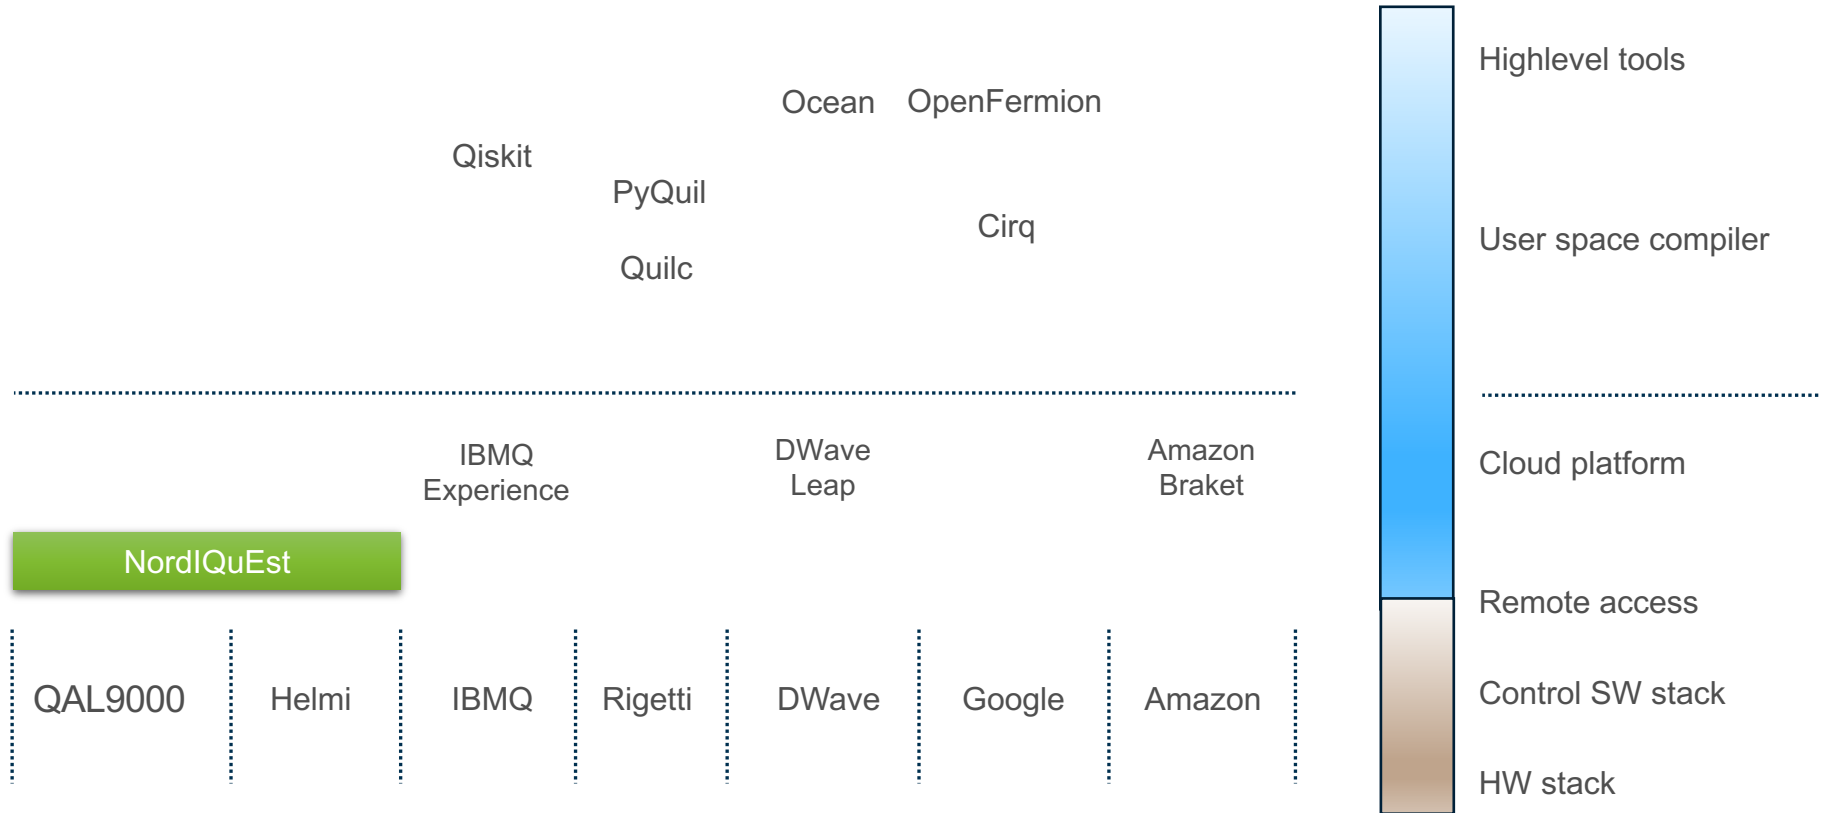 Highlevel tools
Ocean OpenFermion
Qiskit
PyQuil
Cirq
User space compiler
Quilc
IBMQ
Experience
DWave
Leap
Amazon
Braket
Cloud platform
NordIQuEst
Remote access
QAL9000 Helmi IBMQ Rigetti DWave Google Amazon
Control SW stack
HW stack